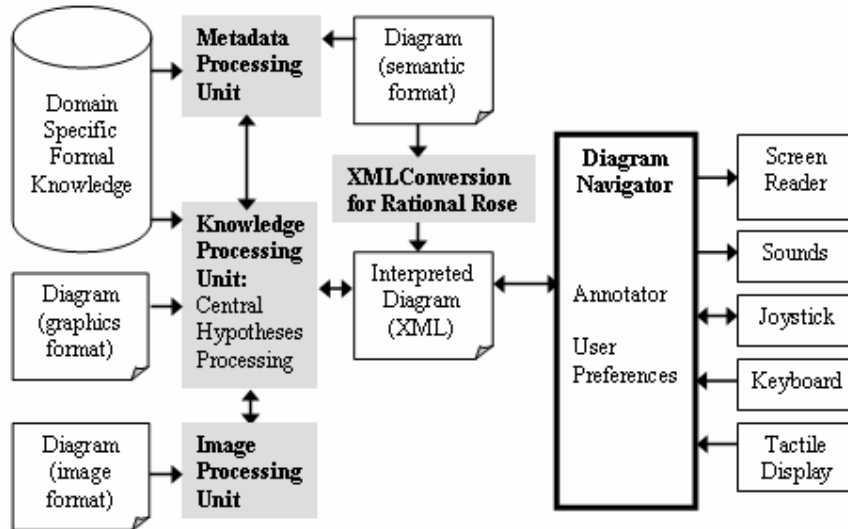 Domain
Specific
Formal
Knowledge
Metadata
Processing
Unit
Diagram
(semantic
format)
XMLConversion
for Rational Rose
Knowledge
Processing
Unit:
Central
Hypotheses
Processing
Diagram
(graphics
format)
Interpreted
Diagram
(XML)
Diagram
(image
format)
Image
Processing
Unit
Diagram
Navigator
Annotator
User
Preferences
Screen
Reader
Sounds
Joystick
Keyboard
Tactile
Display